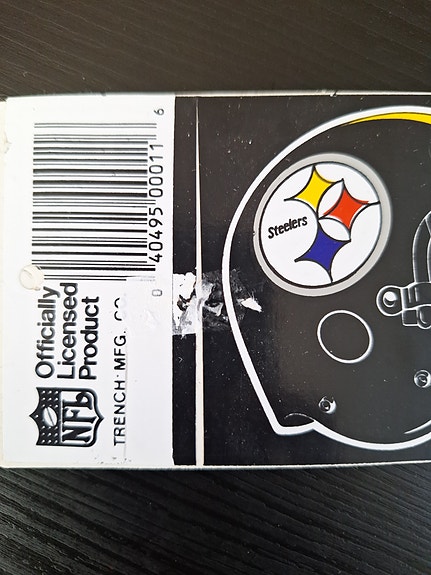 0 40495 00011 6
Officially
Licensed
Product
NFL
TRENCH MFG. CO.
Steelers